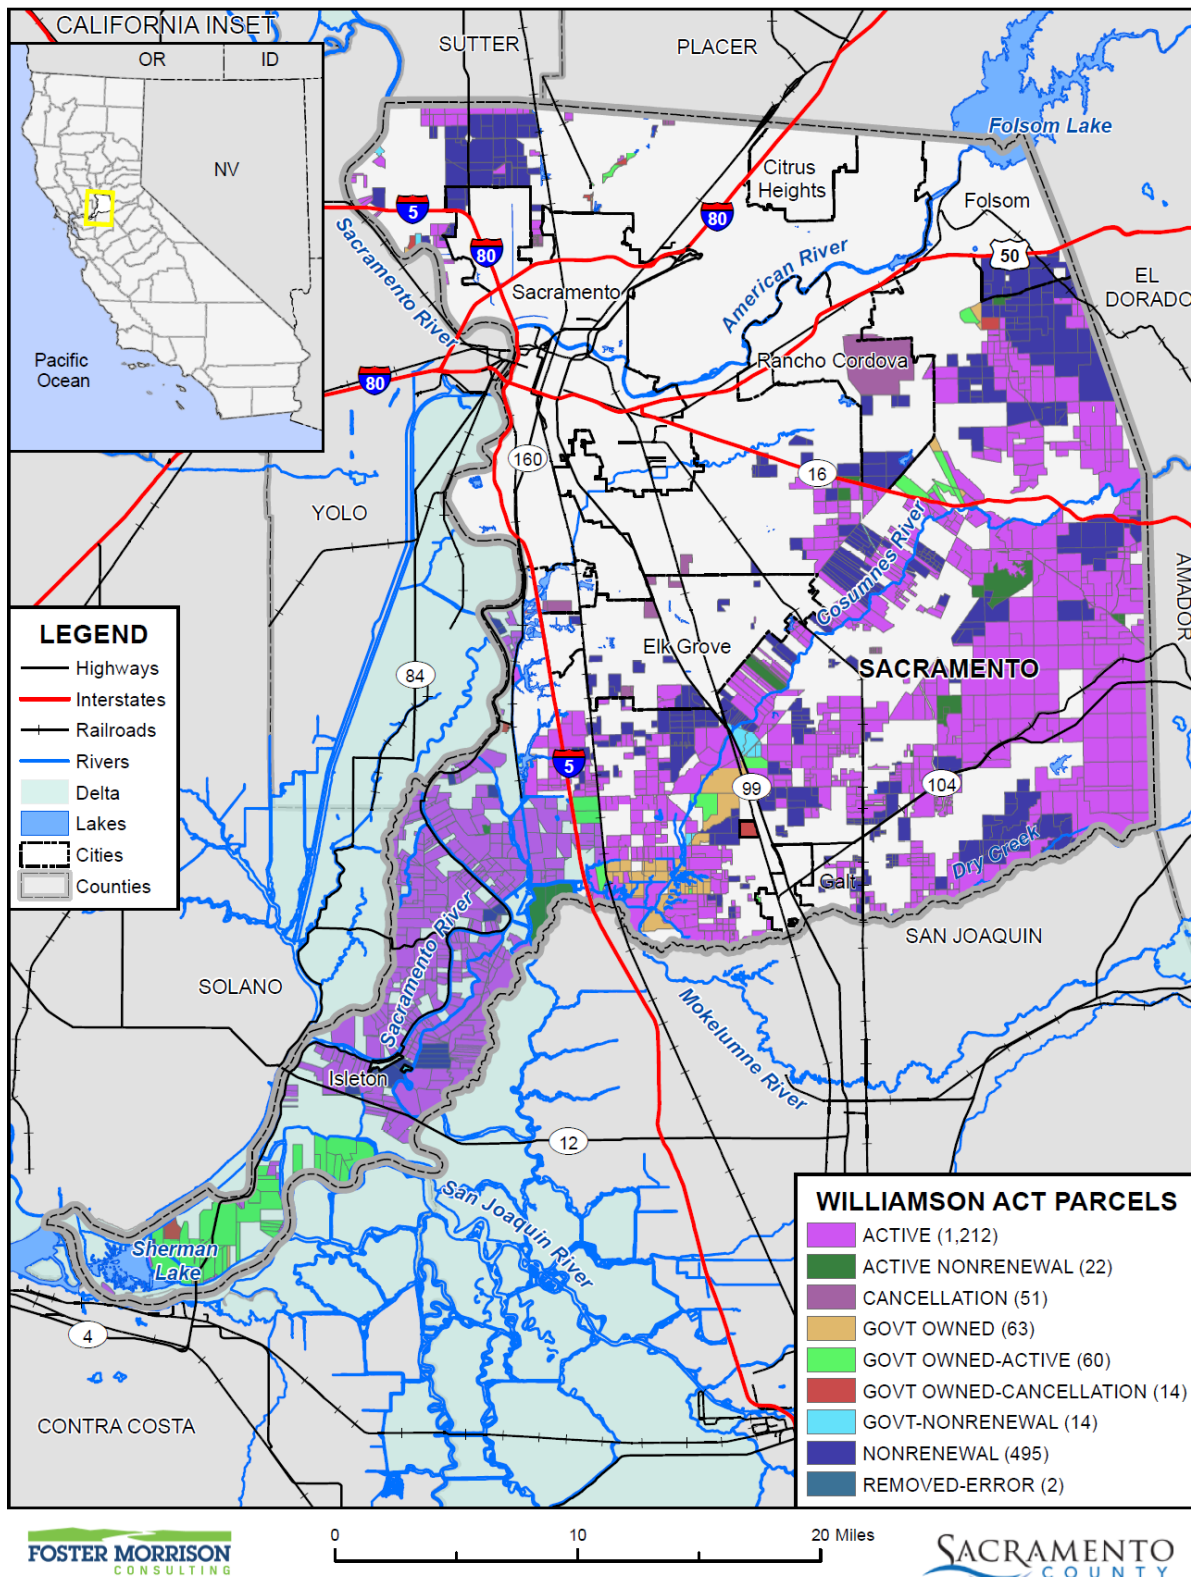 CALIFORNIA INSET
OR
ID
NV
Pacific
Ocean
SUTTER
PLACER
Folsom Lake
Citrus
Heights
Folsom
5
80
80
50
Sacramento River
American River
Sacramento
EL
DORADO
Rancho Cordova
80
160
16
YOLO
Cosumnes River
AMADOR
LEGEND
Highways
Interstates
Railroads
Rivers
Delta
Lakes
Cities
Counties
Elk Grove
SACRAMENTO
84
5
99
104
Dry Creek
Galt
SAN JOAQUIN
SOLANO
Sacramento River
Mokelumne River
Isleton
12
San Joaquin River
Sherman
Lake
4
CONTRA COSTA
WILLIAMSON ACT PARCELS
ACTIVE (1,212)
ACTIVE NONRENEWAL (22)
CANCELLATION (51)
GOVT OWNED (63)
GOVT OWNED-ACTIVE (60)
GOVT OWNED-CANCELLATION (14)
GOVT-NONRENEWAL (14)
NONRENEWAL (495)
REMOVED-ERROR (2)
FOSTER MORRISON
CONSULTING
0
10
20 Miles
SACRAMENTO
COUNTY